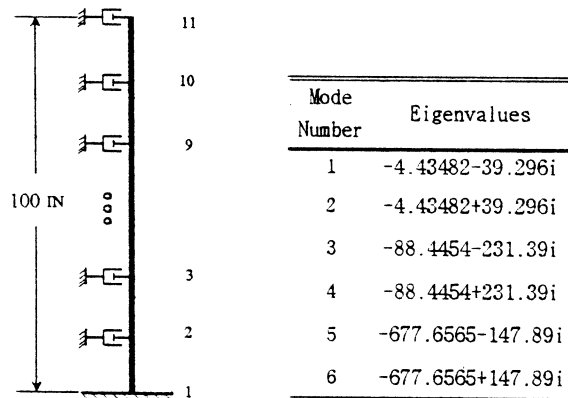 11
10
9
100 IN
3
2
1
Mode Number Eigenvalues
1 -4.43482-39.296i
2 -4.43482+39.296i
3 -88.4454-231.39i
4 -88.4454+231.39i
5 -677.6565-147.89i
6 -677.6565+147.89i